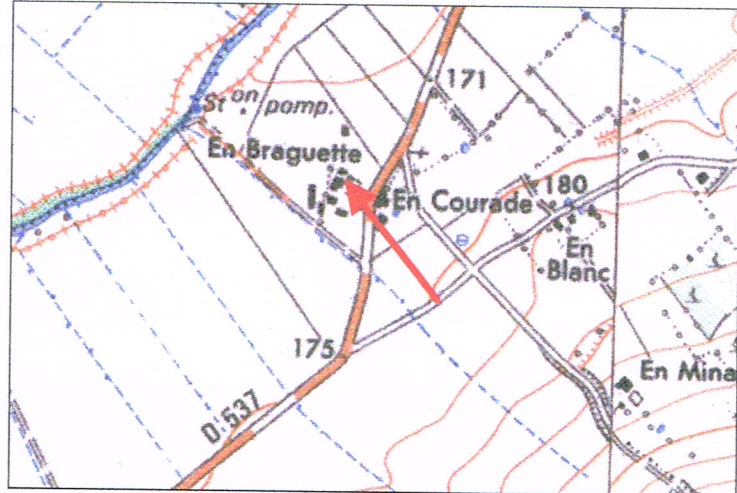 171
St on pomp.
En Braguette
En Courade
180
En
Blanc
175
En Mina
D.537